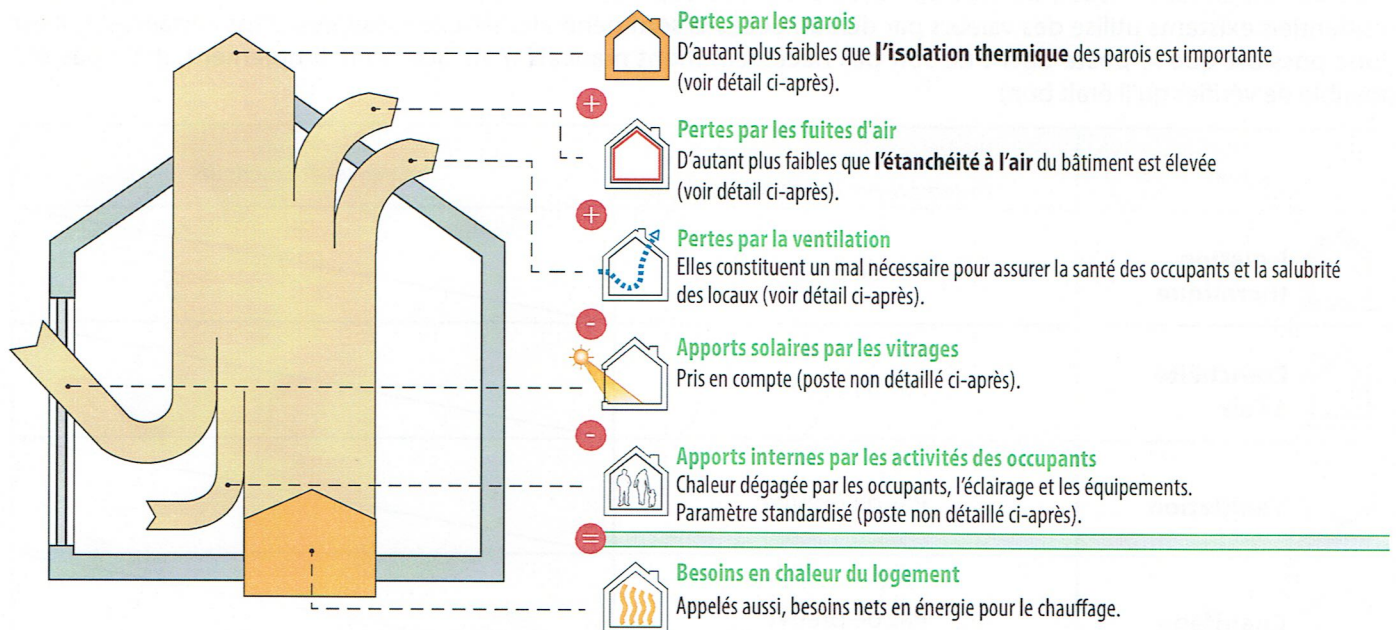 Pertes par les parois
D'autant plus faibles que l'isolation thermique des parois est importante
(voir détail ci-après).
+
Pertes par les fuites d'air
D'autant plus faibles que l'étanchéité à l'air du bâtiment est élevée
(voir détail ci-après).
+
Pertes par la ventilation
Elles constituent un mal nécessaire pour assurer la santé des occupants et la salubrité
des locaux (voir détail ci-après).
-
Apports solaires par les vitrages
Pris en compte (poste non détaillé ci-après).
-
Apports internes par les activités des occupants
Chaleur dégagée par les occupants, l'éclairage et les équipements.
Paramètre standardisé (poste non détaillé ci-après).
=
Besoins en chaleur du logement
Appelés aussi, besoins nets en énergie pour le chauffage.